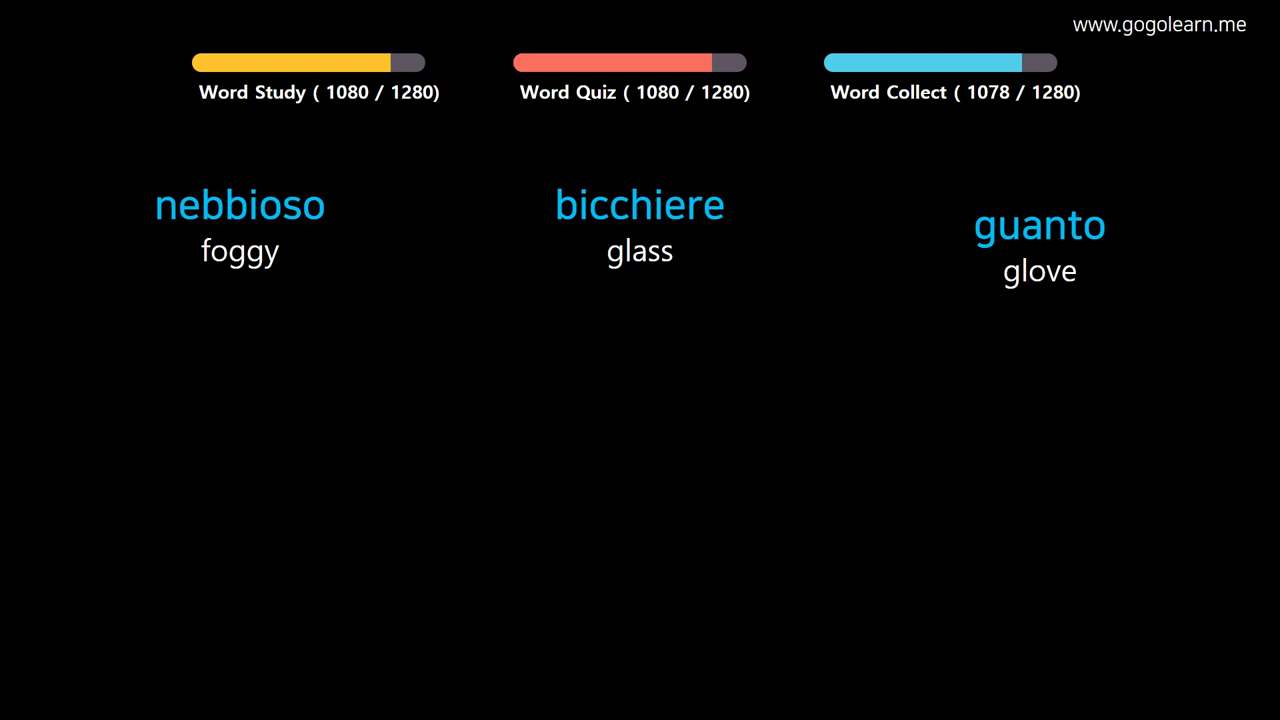 www.gogolearn.me
Word Study ( 1080 / 1280)
Word Quiz ( 1080 / 1280)
Word Collect ( 1078 / 1280)
nebbioso
foggy
bicchiere
glass
guanto
glove